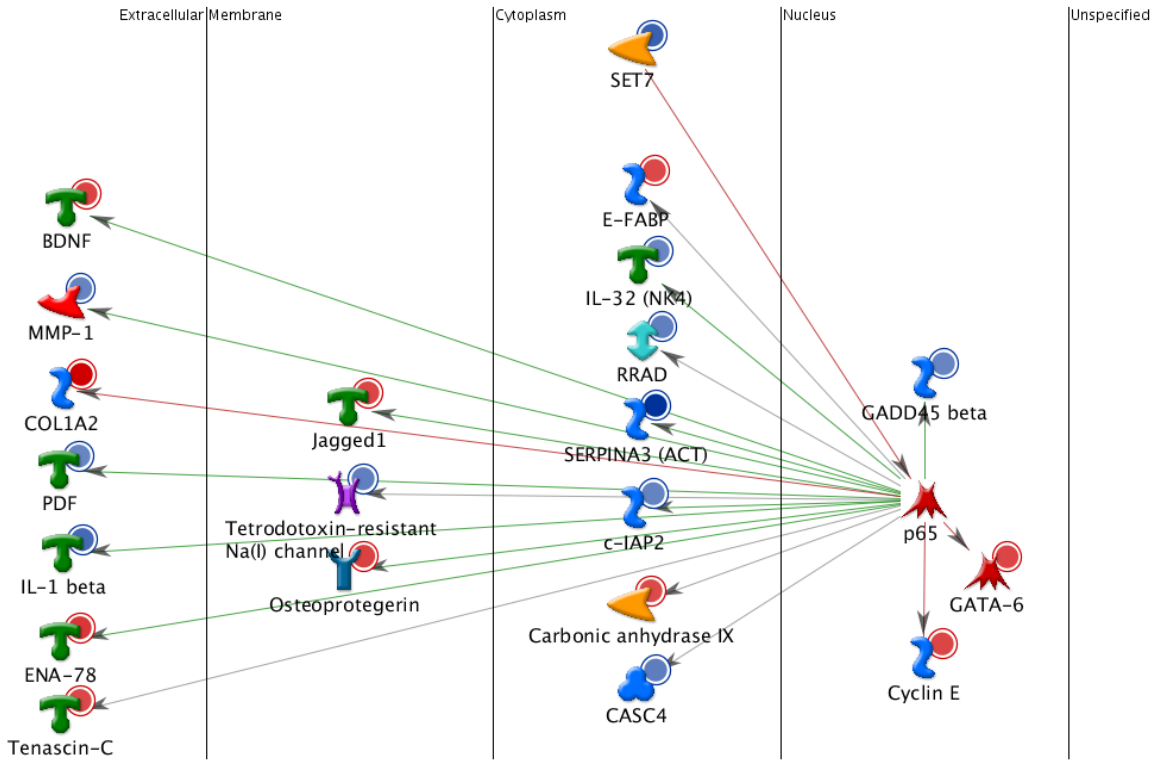 Extracellular
Membrane
Cytoplasm
Nucleus
Unspecified
SET7
E-FABP
BDNF
IL-32 (NK4)
MMP-1
RRAD
GADD45 beta
COL1A2
Jagged1
SERPINA3 (ACT)
PDF
Tetrodotoxin-resistant
Na(I) channel
c-IAP2
p65
IL-1 beta
Osteoprotegerin
GATA-6
Carbonic anhydrase IX
ENA-78
Cyclin E
CASC4
Tenascin-C